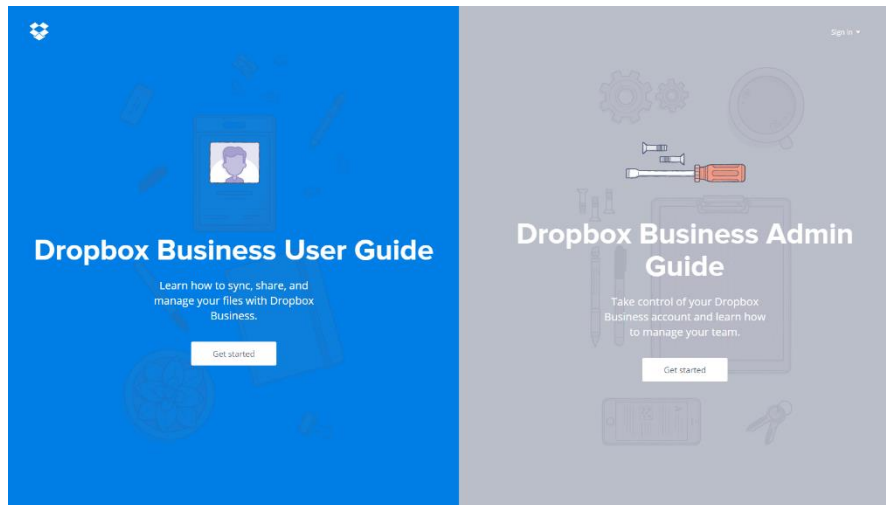 Sign in
Dropbox Business User Guide
Learn how to sync, share, and
manage your files with Dropbox
Business.
Get started
Dropbox Business Admin
Guide
Take control of your Dropbox
Business account and learn how
to manage your team.
Get started